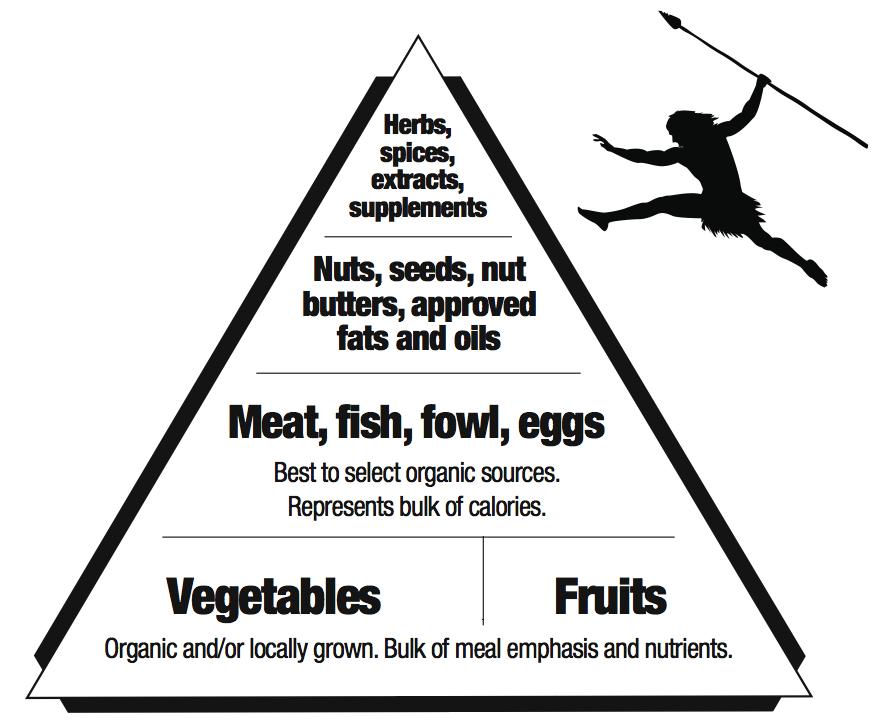 Herbs,
spices,
extracts,
supplements
Nuts, seeds, nut
butters, approved
fats and oils
Meat, fish, fowl, eggs
Best to select organic sources.
Represents bulk of calories.
Vegetables
Fruits
Organic and/or locally grown. Bulk of meal emphasis and nutrients.